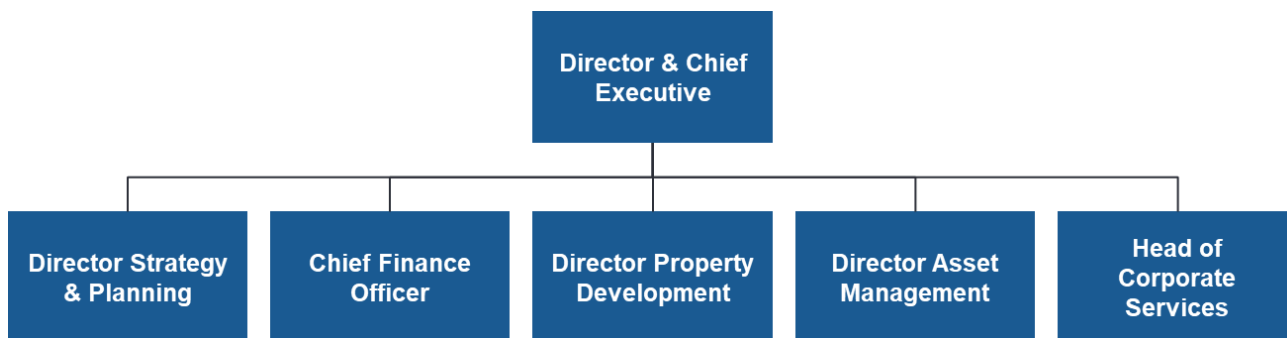 Director & Chief
Executive
Director Strategy
& Planning
Chief Finance
Officer
Director Property
Development
Director Asset
Management
Head of
Corporate
Services